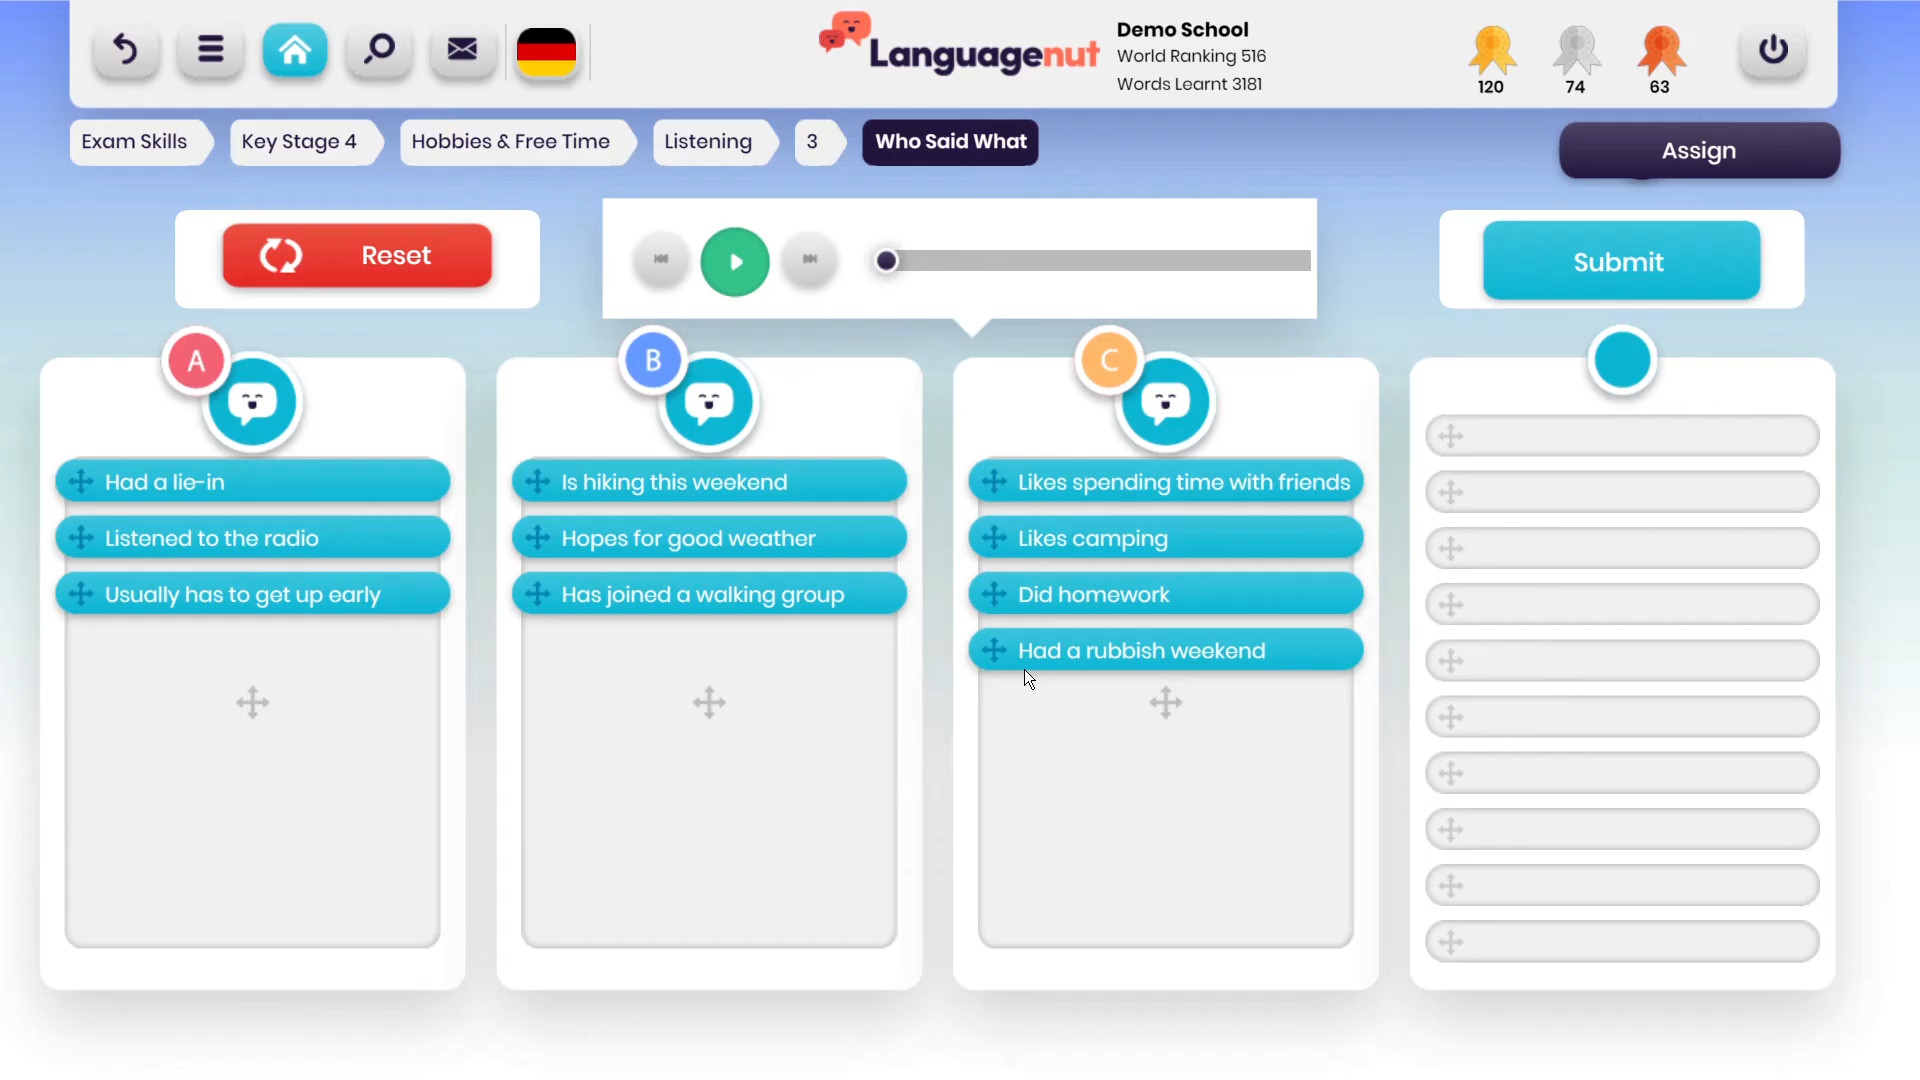 Languagenut
Demo School
World Ranking 516
Words Learnt 3181
120
74
63
Exam Skills
Key Stage 4
Hobbies & Free Time
Listening
3
Who Said What
Assign
Reset
Submit
A
Had a lie-in
Listened to the radio
Usually has to get up early
B
Is hiking this weekend
Hopes for good weather
Has joined a walking group
C
Likes spending time with friends
Likes camping
Did homework
Had a rubbish weekend